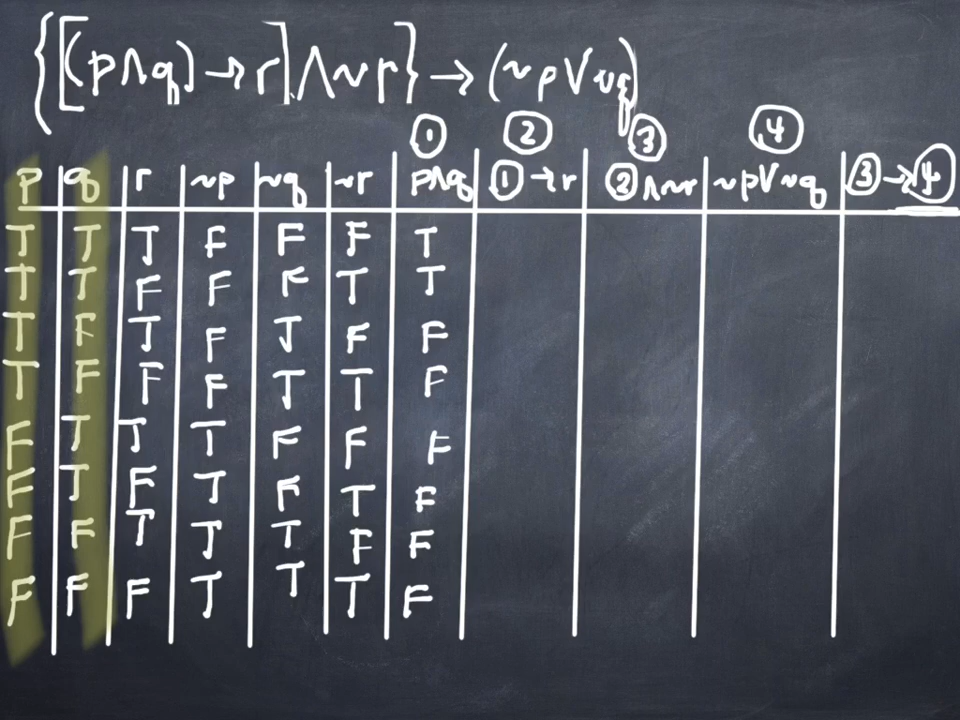 {[(p∧q)→r]∧~r}→(~p∨~q)
① ② ③ ④
p q r ~p ~q ~r p∧q ①→r ②∧~r ~p∨~q ③→④
T T T F F F T
T T F F F T T
T F T F T F F
T F F F T T F
F T T T F F F
F T F T F T F
F F T T T F F
F F F T T T F